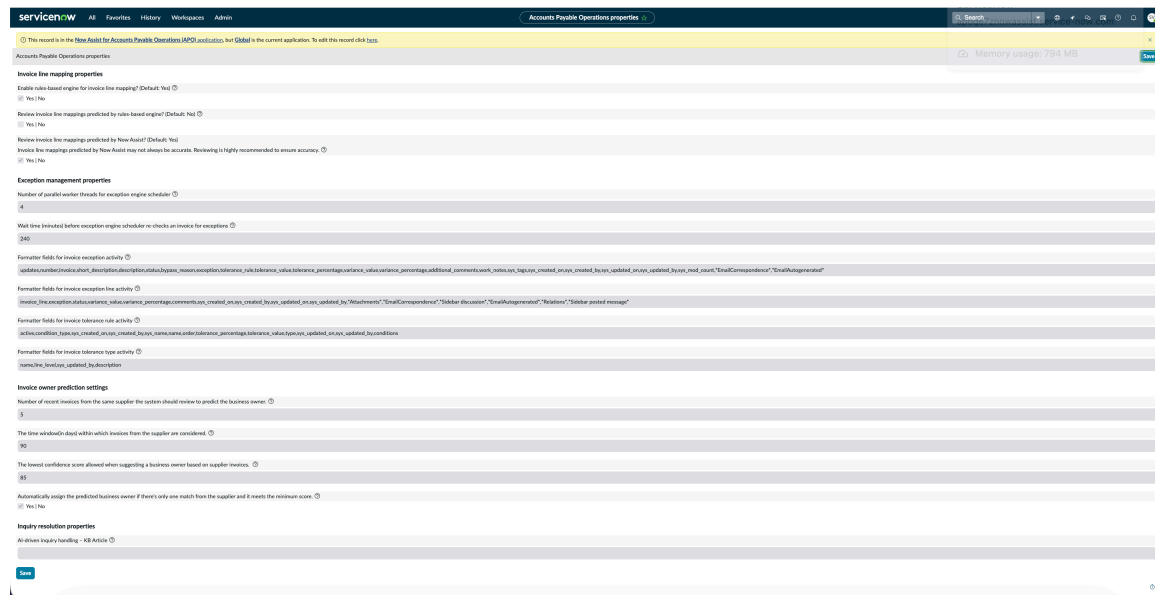 servicenow All Favorites History Workspaces Admin Accounts Payable Operations properties ☆ Search
This record is in the Now Assist for Accounts Payable Operations (APO) application, but Global is the current application. To edit this record click here. ×
Accounts Payable Operations properties Memory usage: 794 MB Save
Invoice line mapping properties
Enable rules-based engine for invoice line mapping? (Default: Yes)
Yes | No
Review invoice line mappings predicted by rules-based engine? (Default: No)
Yes | No
Review invoice line mappings predicted by Now Assist? (Default: Yes)
Invoice line mappings predicted by Now Assist may not always be accurate. Reviewing is highly recommended to ensure accuracy.
Yes | No
Exception management properties
Number of parallel worker threads for exception engine scheduler
4
Wait time (minutes) before exception engine scheduler re-checks an invoice for exceptions
240
Formatter fields for invoice exception activity
updates,number,invoice,short_description,description,status,bypass_reason,exception,tolerance_rule,tolerance_value,tolerance_percentage,variance_value,variance_percentage,additional_comments,work_notes,sys_tags,sys_created_on,sys_created_by,sys_updated_on,sys_updated_by,sys_mod_count,"EmailCorrespondence","EmailAutogenerated"
Formatter fields for invoice exception line activity
invoice_line,exception,status,variance_value,variance_percentage,comments,sys_created_on,sys_created_by,sys_updated_on,sys_updated_by,"Attachments","EmailCorrespondence","Sidebar discussion","EmailAutogenerated","Relations","Sidebar posted message"
Formatter fields for invoice tolerance rule activity
active,condition_type,sys_created_on,sys_created_by,sys_name,name,order,tolerance_percentage,tolerance_value,type,sys_updated_on,sys_updated_by,conditions
Formatter fields for invoice tolerance type activity
name,line_level,sys_updated_by,description
Invoice owner prediction settings
Number of recent invoices from the same supplier the system should review to predict the business owner.
5
The time window(in days) within which invoices from the supplier are considered.
90
The lowest confidence score allowed when suggesting a business owner based on supplier invoices.
85
Automatically assign the predicted business owner if there's only one match from the supplier and it meets the minimum score.
Yes | No
Inquiry resolution properties
AI-driven inquiry handling – KB Article
Save